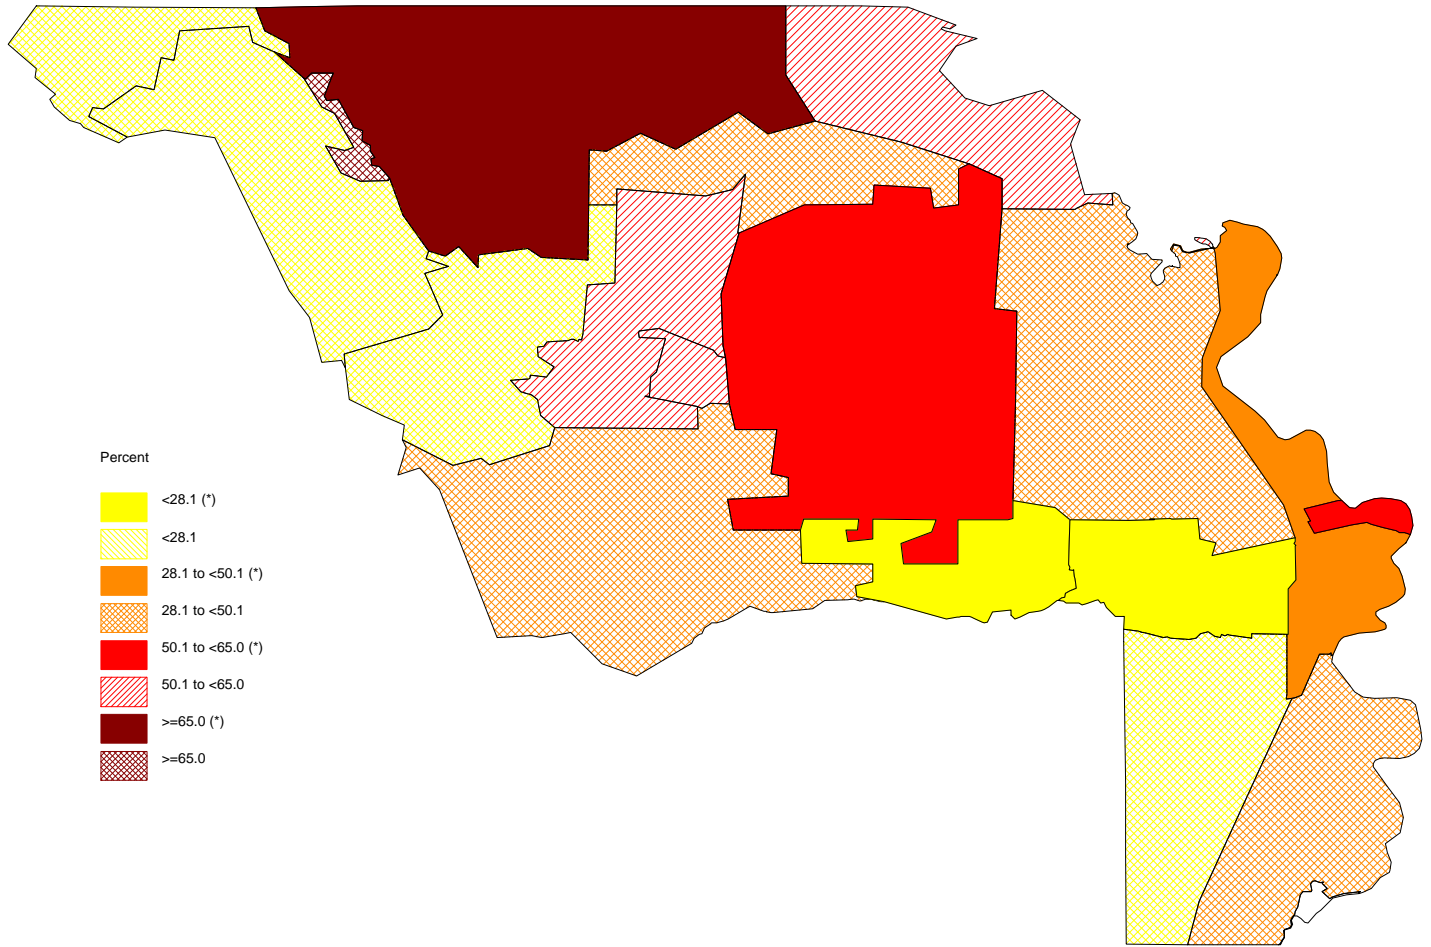 Percent
<28.1 (*)
<28.1
28.1 to <50.1 (*)
28.1 to <50.1
50.1 to <65.0 (*)
50.1 to <65.0
>=65.0 (*)
>=65.0